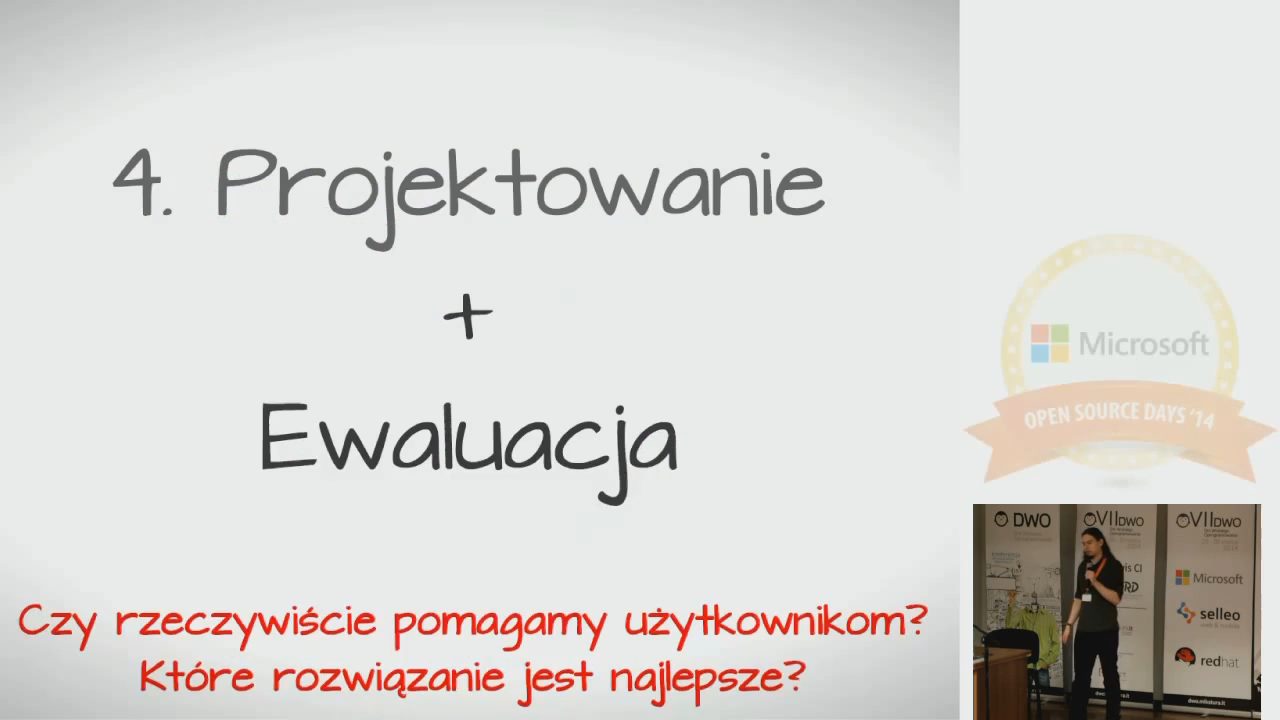 4. Projektowanie
+
Ewaluacja
Czy rzeczywiście pomagamy użytkownikom?
Które rozwiązanie jest najlepsze?
Microsoft
OPEN SOURCE DAYS '14
DWO
VII DWO
VII DWO
Microsoft
selleo
redhat